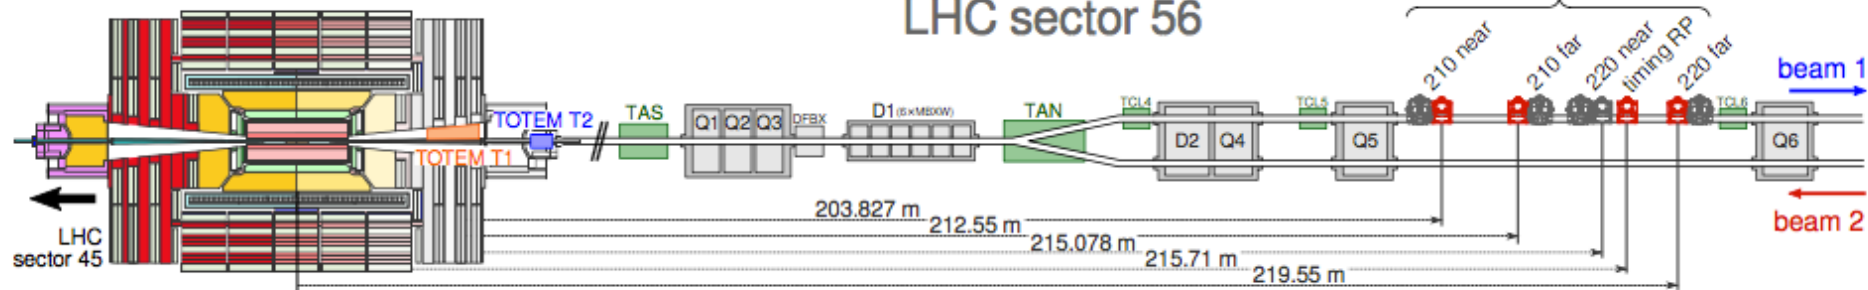 LHC sector 56
210 near
210 far
220 near
timing RP
220 far
beam 1
TOTEM T2
TOTEM T1
TAS
Q1 Q2 Q3
DFBX
D1 (6×MBXW)
TAN
TCL4
D2 Q4
TCL5
Q5
TCL6
Q6
203.827 m
212.55 m
215.078 m
215.71 m
219.55 m
beam 2
LHC
sector 45